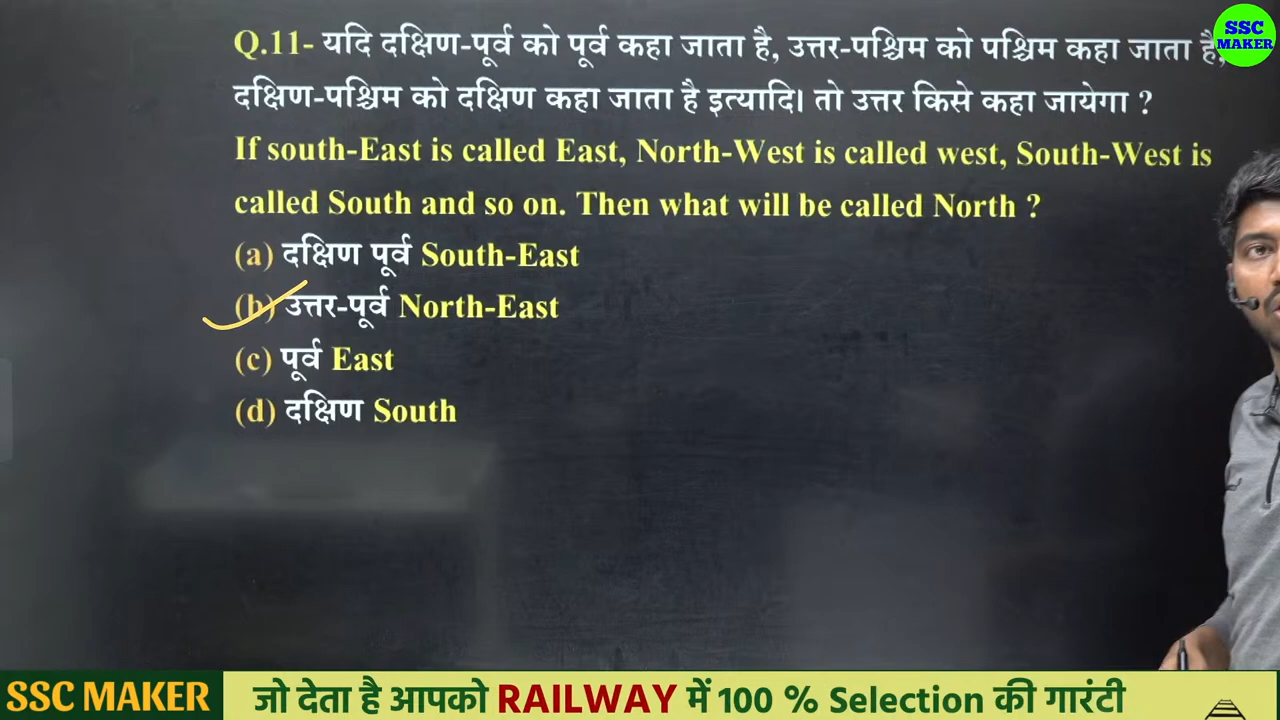 Q.11- यदि दक्षिण-पूर्व को पूर्व कहा जाता है, उत्तर-पश्चिम को पश्चिम कहा जाता है,
SSC
MAKER
दक्षिण-पश्चिम को दक्षिण कहा जाता है इत्यादि। तो उत्तर किसे कहा जायेगा ?
If south-East is called East, North-West is called west, South-West is
called South and so on. Then what will be called North ?
(a) दक्षिण पूर्व South-East
(b) उत्तर-पूर्व North-East
(c) पूर्व East
(d) दक्षिण South
SSC MAKER जो देता है आपको RAILWAY में 100 % Selection की गारंटी